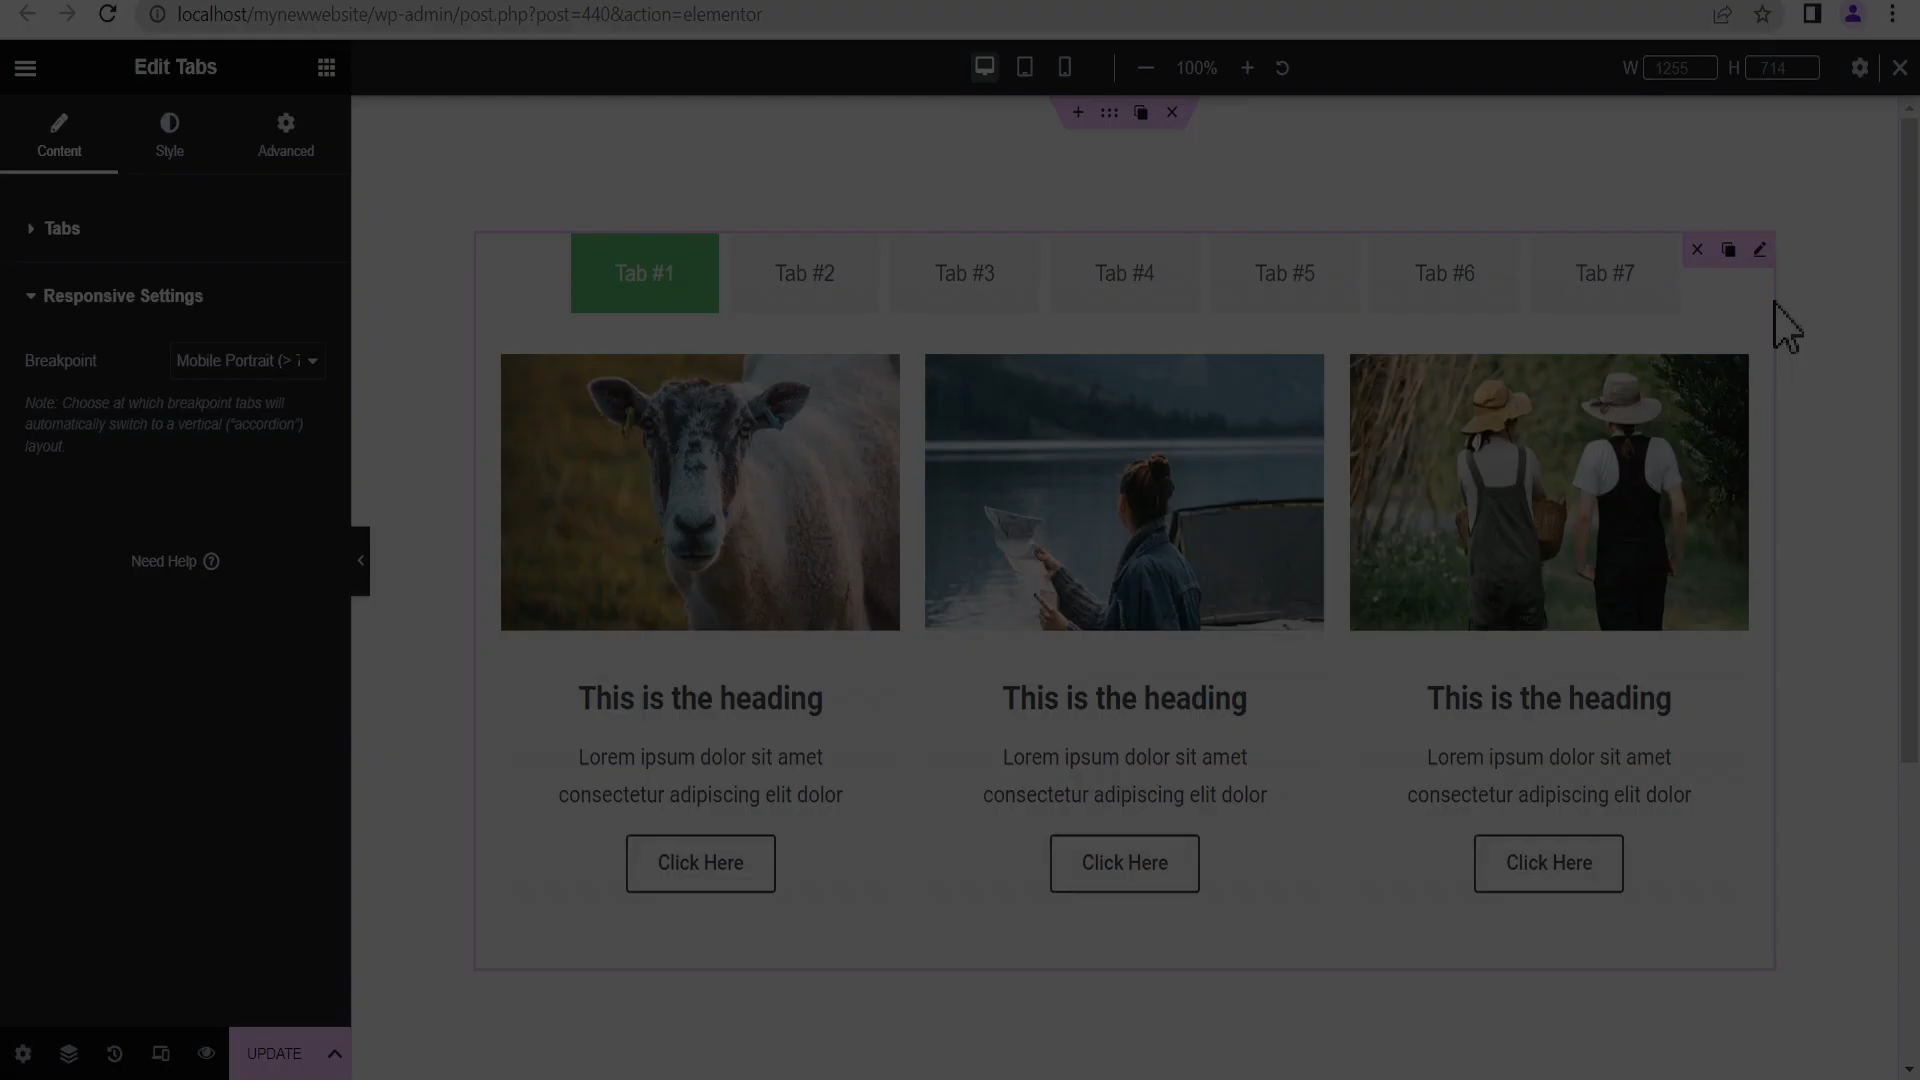 localhost/mynewwebsite/wp-admin/post.php?post=440&action=elementor
Edit Tabs
100%
W 1255 H 714
Content
Style
Advanced
Tabs
Responsive Settings
Breakpoint
Mobile Portrait (> 7
Note: Choose at which breakpoint tabs will
automatically switch to a vertical ("accordion")
layout.
Need Help ?
UPDATE
Tab #1
Tab #2
Tab #3
Tab #4
Tab #5
Tab #6
Tab #7
This is the heading
Lorem ipsum dolor sit amet
consectetur adipiscing elit dolor
Click Here
This is the heading
Lorem ipsum dolor sit amet
consectetur adipiscing elit dolor
Click Here
This is the heading
Lorem ipsum dolor sit amet
consectetur adipiscing elit dolor
Click Here